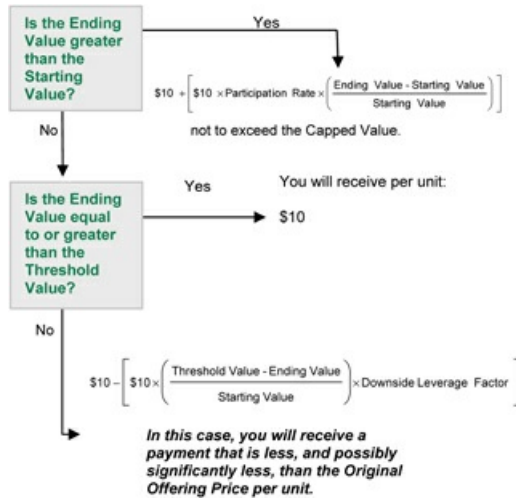 Is the Ending
Value greater
than the
Starting
Value?
Yes
$10 + [$10 × Participation Rate × (Ending Value - Starting Value / Starting Value)]
not to exceed the Capped Value.
No
Is the Ending
Value equal
to or greater
than the
Threshold
Value?
Yes
You will receive per unit:
$10
No
$10 − [$10 × (Threshold Value - Ending Value / Starting Value) × Downside Leverage Factor]
In this case, you will receive a
payment that is less, and possibly
significantly less, than the Original
Offering Price per unit.